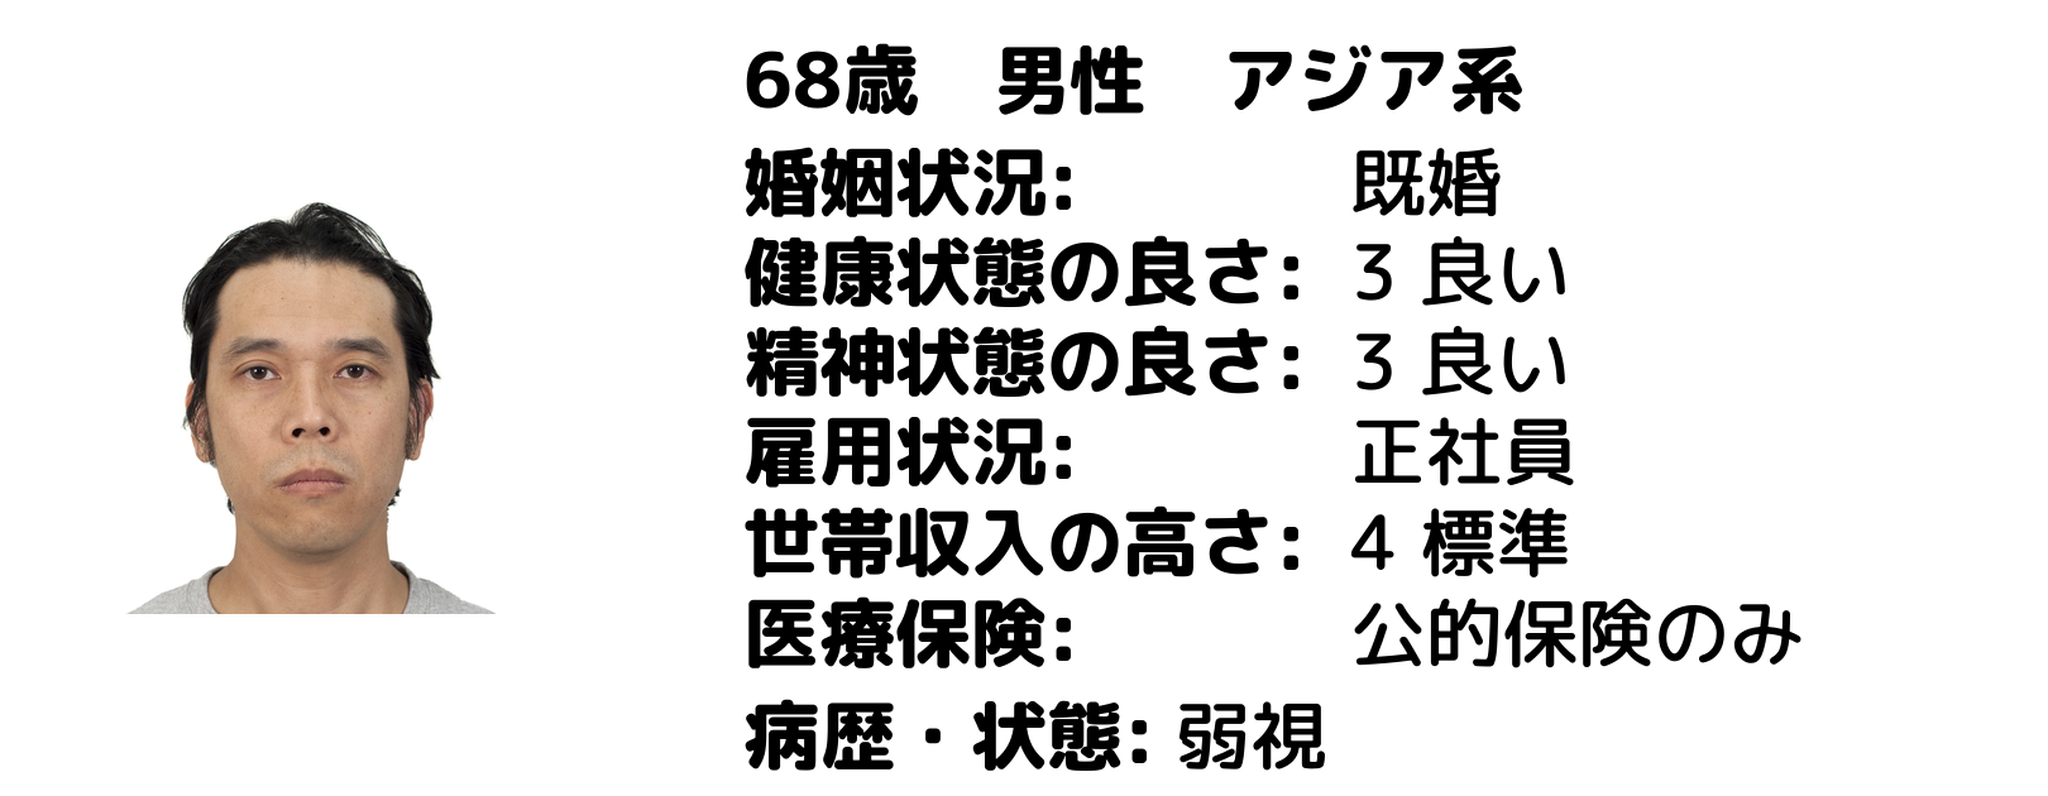 68歳　男性　アジア系
婚姻状況: 既婚
健康状態の良さ: 3 良い
精神状態の良さ: 3 良い
雇用状況: 正社員
世帯収入の高さ: 4 標準
医療保険: 公的保険のみ
病歴・状態: 弱視